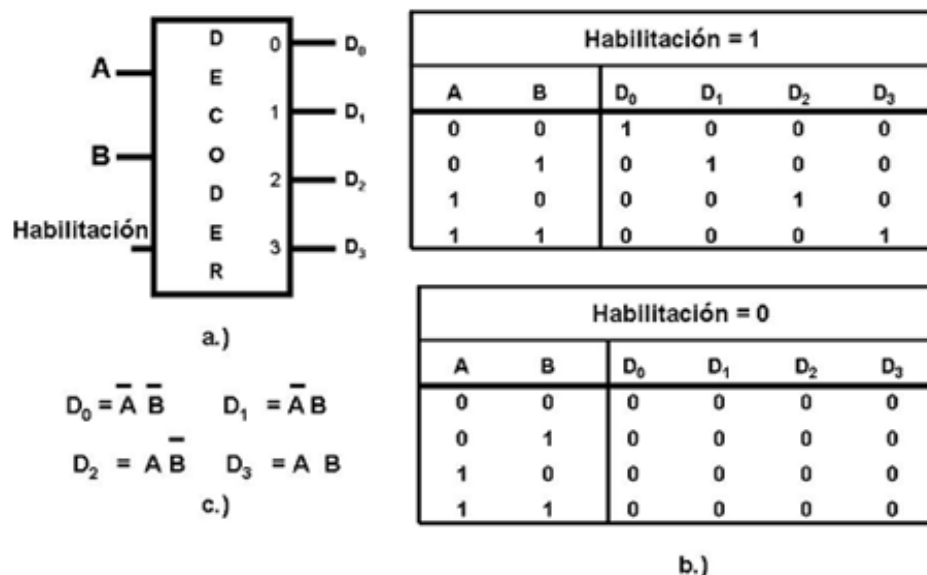 A
B
Habilitación
D
E
C
O
D
E
R
0
1
2
3
D₀
D₁
D₂
D₃
a.)
D₀ = A̅ B̅ D₁ = A̅ B
D₂ = A B̅ D₃ = A B
c.)
Habilitación = 1
A B D₀ D₁ D₂ D₃
0 0 1 0 0 0
0 1 0 1 0 0
1 0 0 0 1 0
1 1 0 0 0 1
Habilitación = 0
A B D₀ D₁ D₂ D₃
0 0 0 0 0 0
0 1 0 0 0 0
1 0 0 0 0 0
1 1 0 0 0 0
b.)